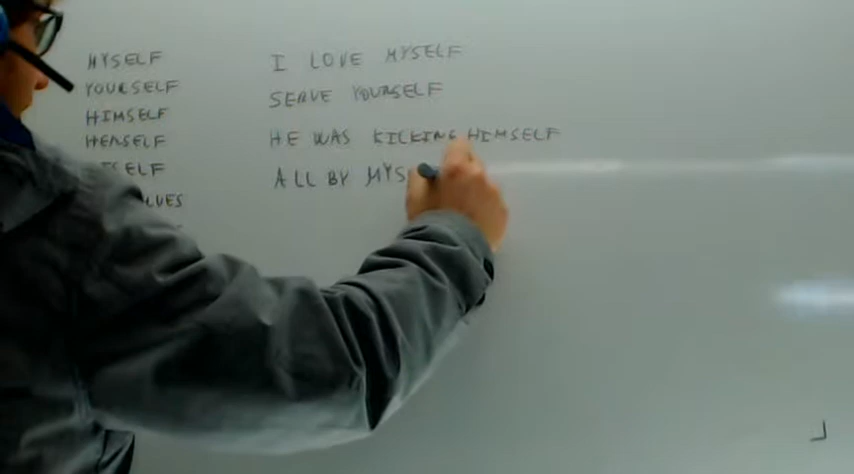 MYSELF
YOURSELF
HIMSELF
HERSELF
I LOVE MYSELF
SERVE YOURSELF
HE WAS KICKING HIMSELF
ALL BY MYS